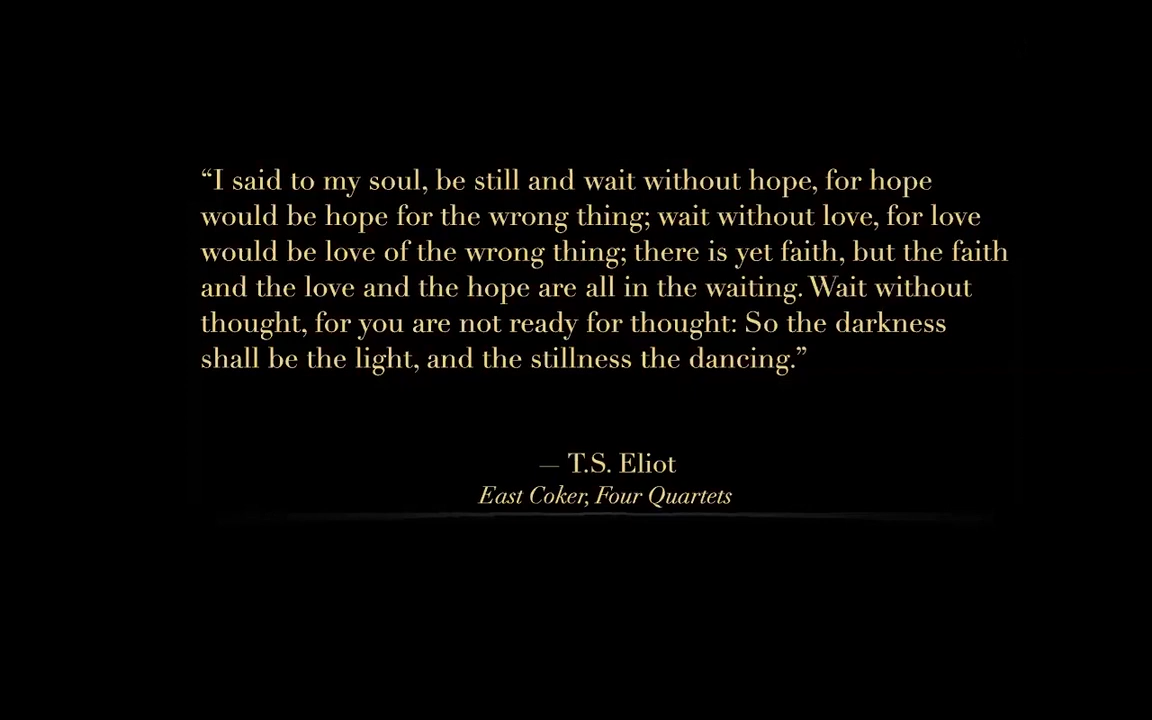 “I said to my soul, be still and wait without hope, for hope
would be hope for the wrong thing; wait without love, for love
would be love of the wrong thing; there is yet faith, but the faith
and the love and the hope are all in the waiting. Wait without
thought, for you are not ready for thought: So the darkness
shall be the light, and the stillness the dancing.”
— T.S. Eliot
East Coker, Four Quartets